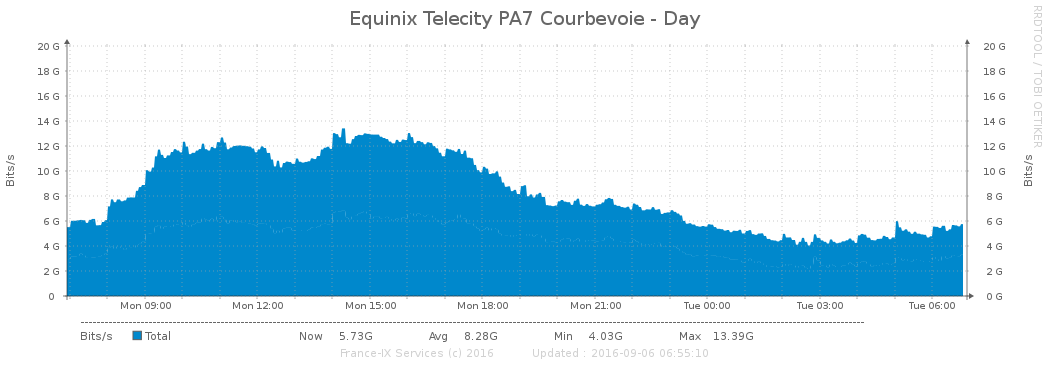 Equinix Telecity PA7 Courbevoie - Day
RRDTOOL / TOBI OETIKER
Bits/s
20 G 20 G
18 G 18 G
16 G 16 G
14 G 14 G
12 G 12 G
10 G 10 G
8 G 8 G
6 G 6 G
4 G 4 G
2 G 2 G
0 0 G
Bits/s
Mon 09:00 Mon 12:00 Mon 15:00 Mon 18:00 Mon 21:00 Tue 00:00 Tue 03:00 Tue 06:00
Bits/s Total Now 5.73G Avg 8.28G Min 4.03G Max 13.39G
France-IX Services (c) 2016 Updated : 2016-09-06 06:55:10